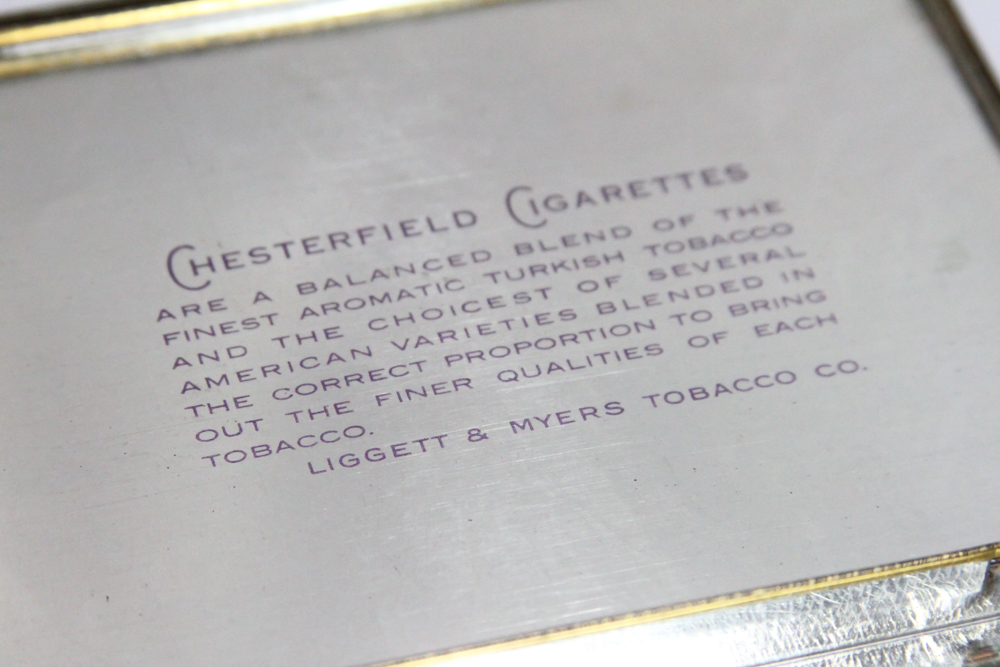 CHESTERFIELD CIGARETTES
ARE A BALANCED BLEND OF THE
FINEST AROMATIC TURKISH TOBACCO
AND THE CHOICEST OF SEVERAL
AMERICAN VARIETIES BLENDED IN
THE CORRECT PROPORTION TO BRING
OUT THE FINER QUALITIES OF EACH
TOBACCO.
LIGGETT & MYERS TOBACCO CO.